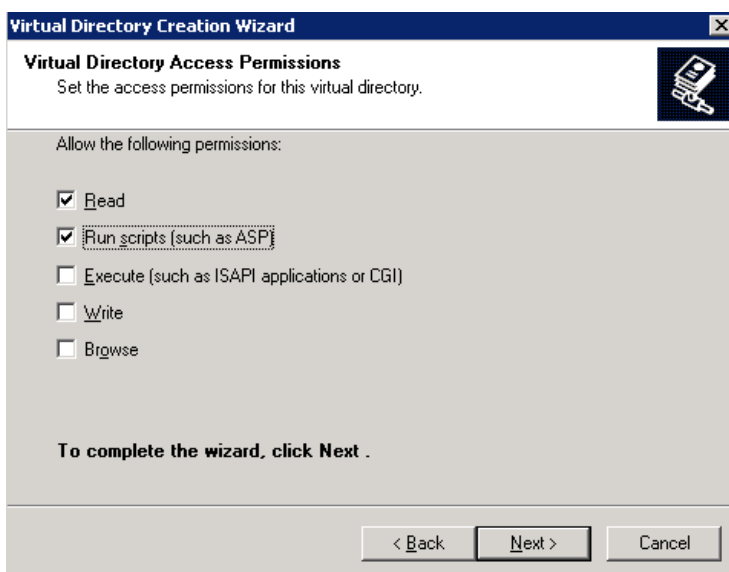 Virtual Directory Creation Wizard
Virtual Directory Access Permissions
Set the access permissions for this virtual directory.
Allow the following permissions:
Read
Run scripts (such as ASP)
Execute (such as ISAPI applications or CGI)
Write
Browse
To complete the wizard, click Next .
< Back Next > Cancel